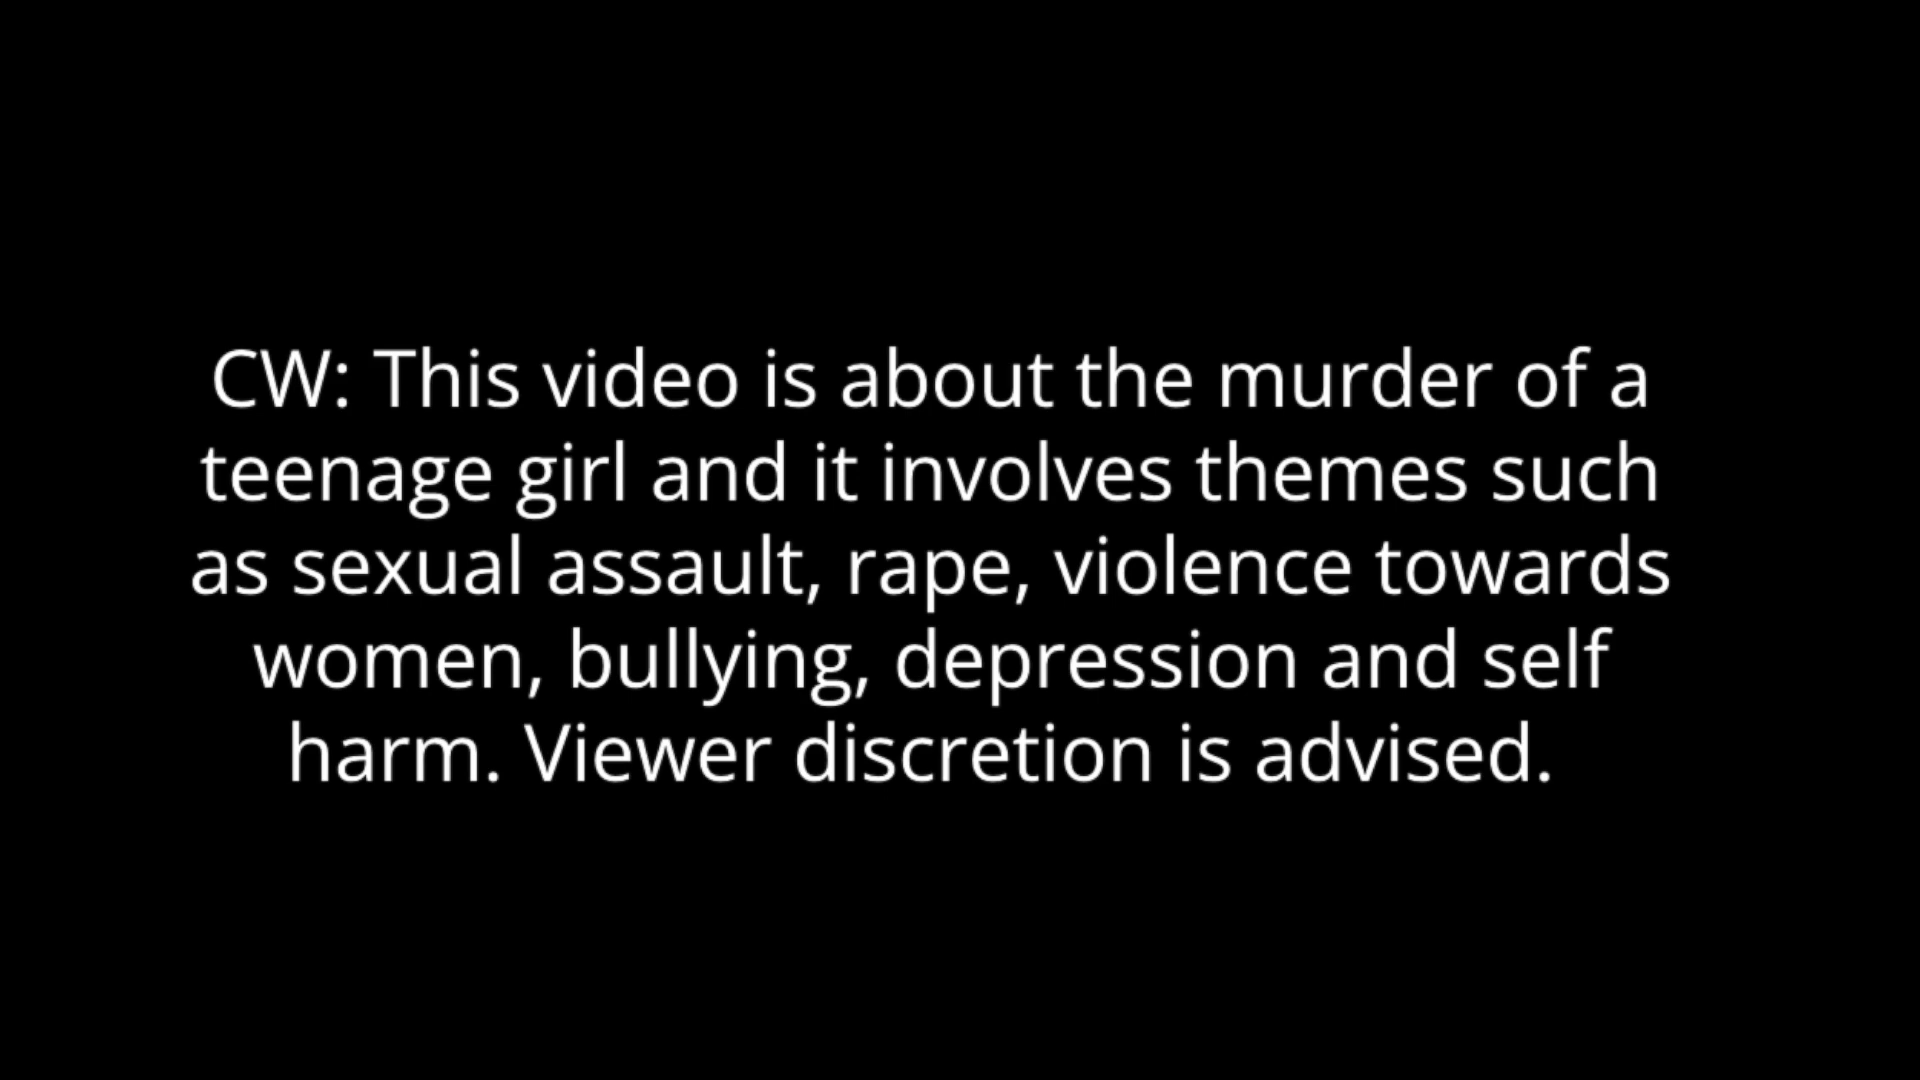 CW: This video is about the murder of a
teenage girl and it involves themes such
as sexual assault, rape, violence towards
women, bullying, depression and self
harm. Viewer discretion is advised.